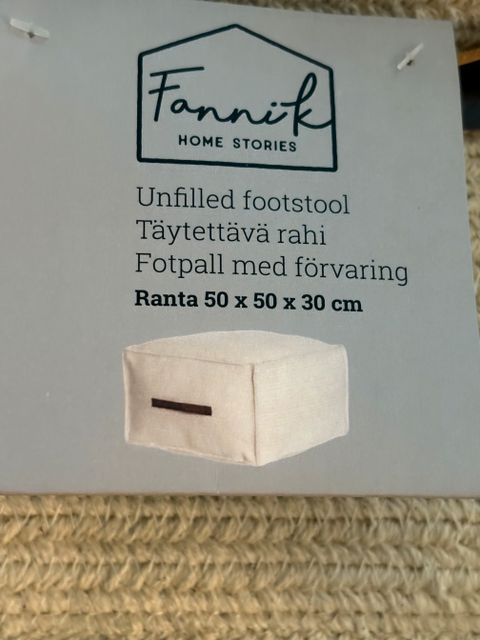 Fannik
HOME STORIES
Unfilled footstool
Täytettävä rahi
Fotpall med förvaring
Ranta 50 x 50 x 30 cm